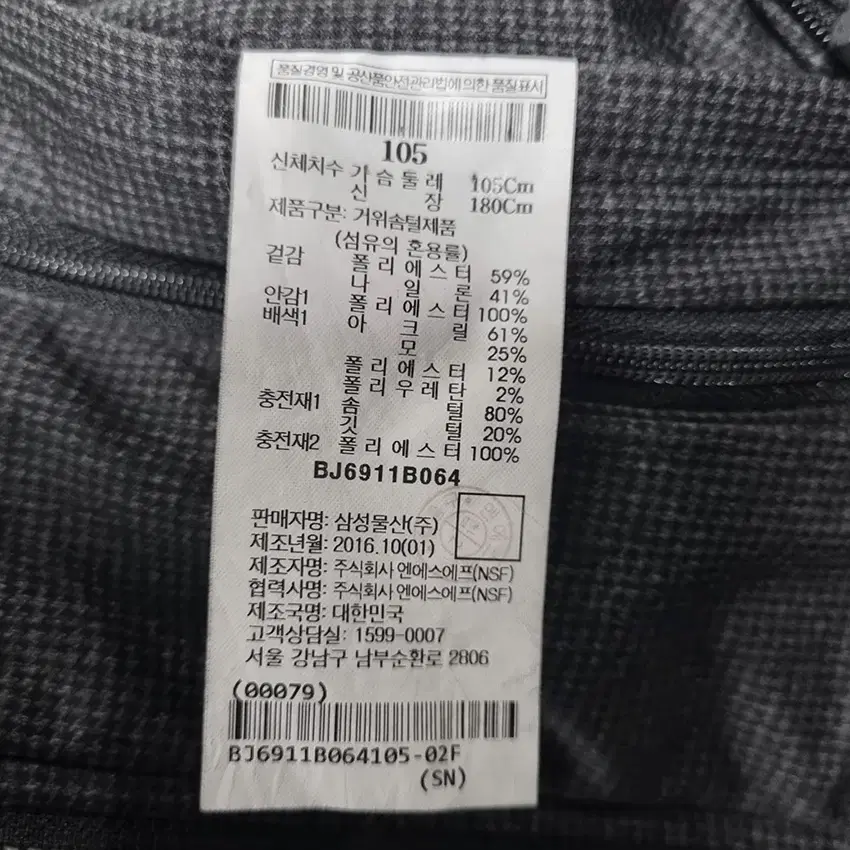 품질경영 및 공산품안전관리법에 의한 품질표시
105
신체치수 가슴둘레 105Cm
신장 180Cm
제품구분: 거위솜털제품
(섬유의 혼용률)
겉감 폴리에스터 59%
나일론 41%
안감1 폴리에스터 100%
배색1 아크릴 61%
모 25%
폴리에스터 12%
폴리우레탄 2%
충전재1 솜털 80%
깃털 20%
충전재2 폴리에스터 100%
BJ6911B064
판매자명: 삼성물산(주)
제조년월: 2016.10(01)
제조자명: 주식회사 엔에스에프(NSF)
협력사명: 주식회사 엔에스에프(NSF)
제조국명: 대한민국
고객상담실: 1599-0007
서울 강남구 남부순환로 2806
(00079)
BJ6911B064105-02F
(SN)